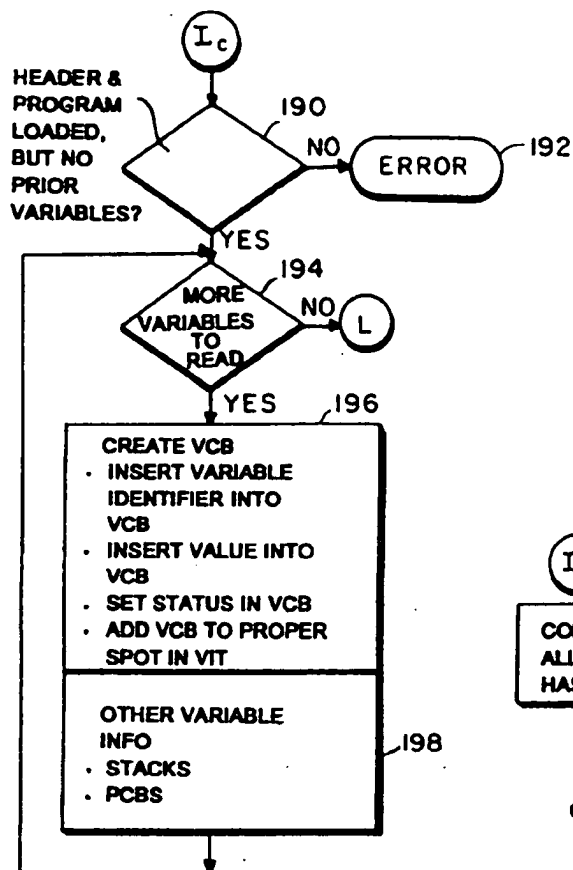 I c
HEADER &
PROGRAM
LOADED,
BUT NO
PRIOR
VARIABLES?
190
NO
ERROR
192
YES
194
MORE
VARIABLES
TO
READ
NO
L
YES
196
CREATE VCB
· INSERT VARIABLE
IDENTIFIER INTO
VCB
· INSERT VALUE INTO
VCB
· SET STATUS IN VCB
· ADD VCB TO PROPER
SPOT IN VIT
OTHER VARIABLE
INFO
· STACKS
· PCBS
198
I
ALL
HAS